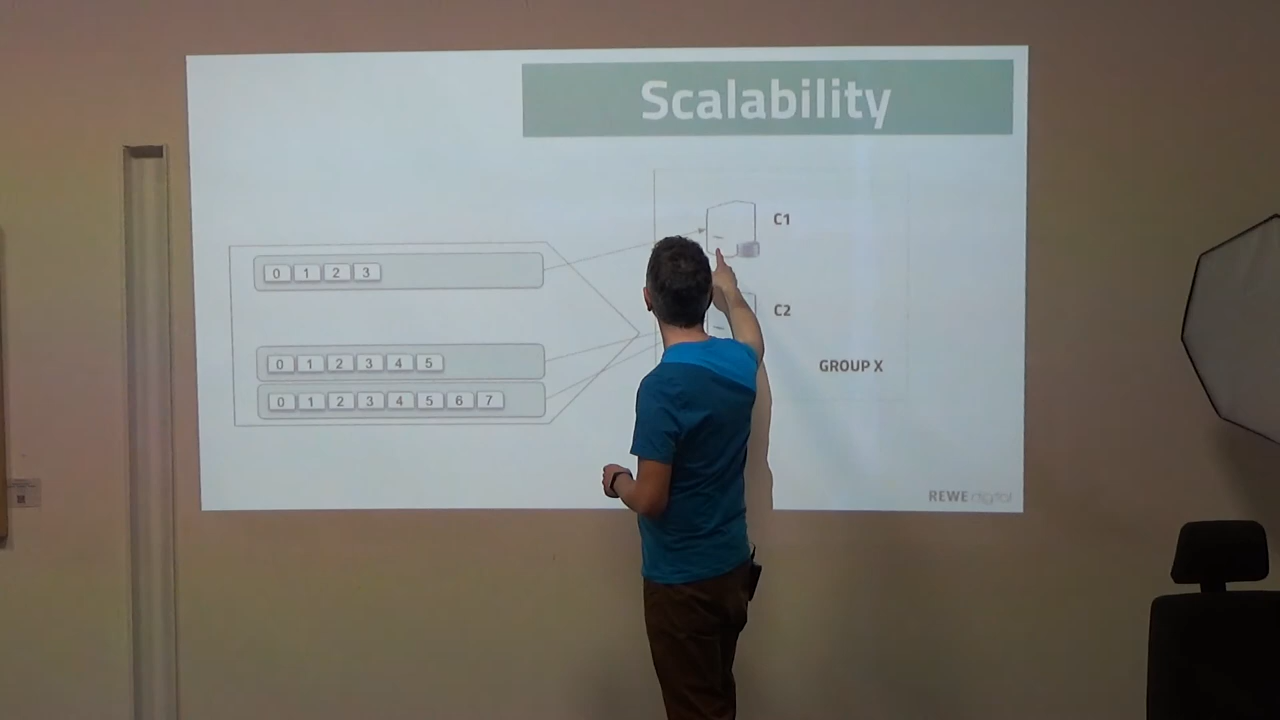 Scalability
C1
0 1 2 3
C2
0 1 2 3 4 5
GROUP X
0 1 2 3 4 5 6 7
REWE digital